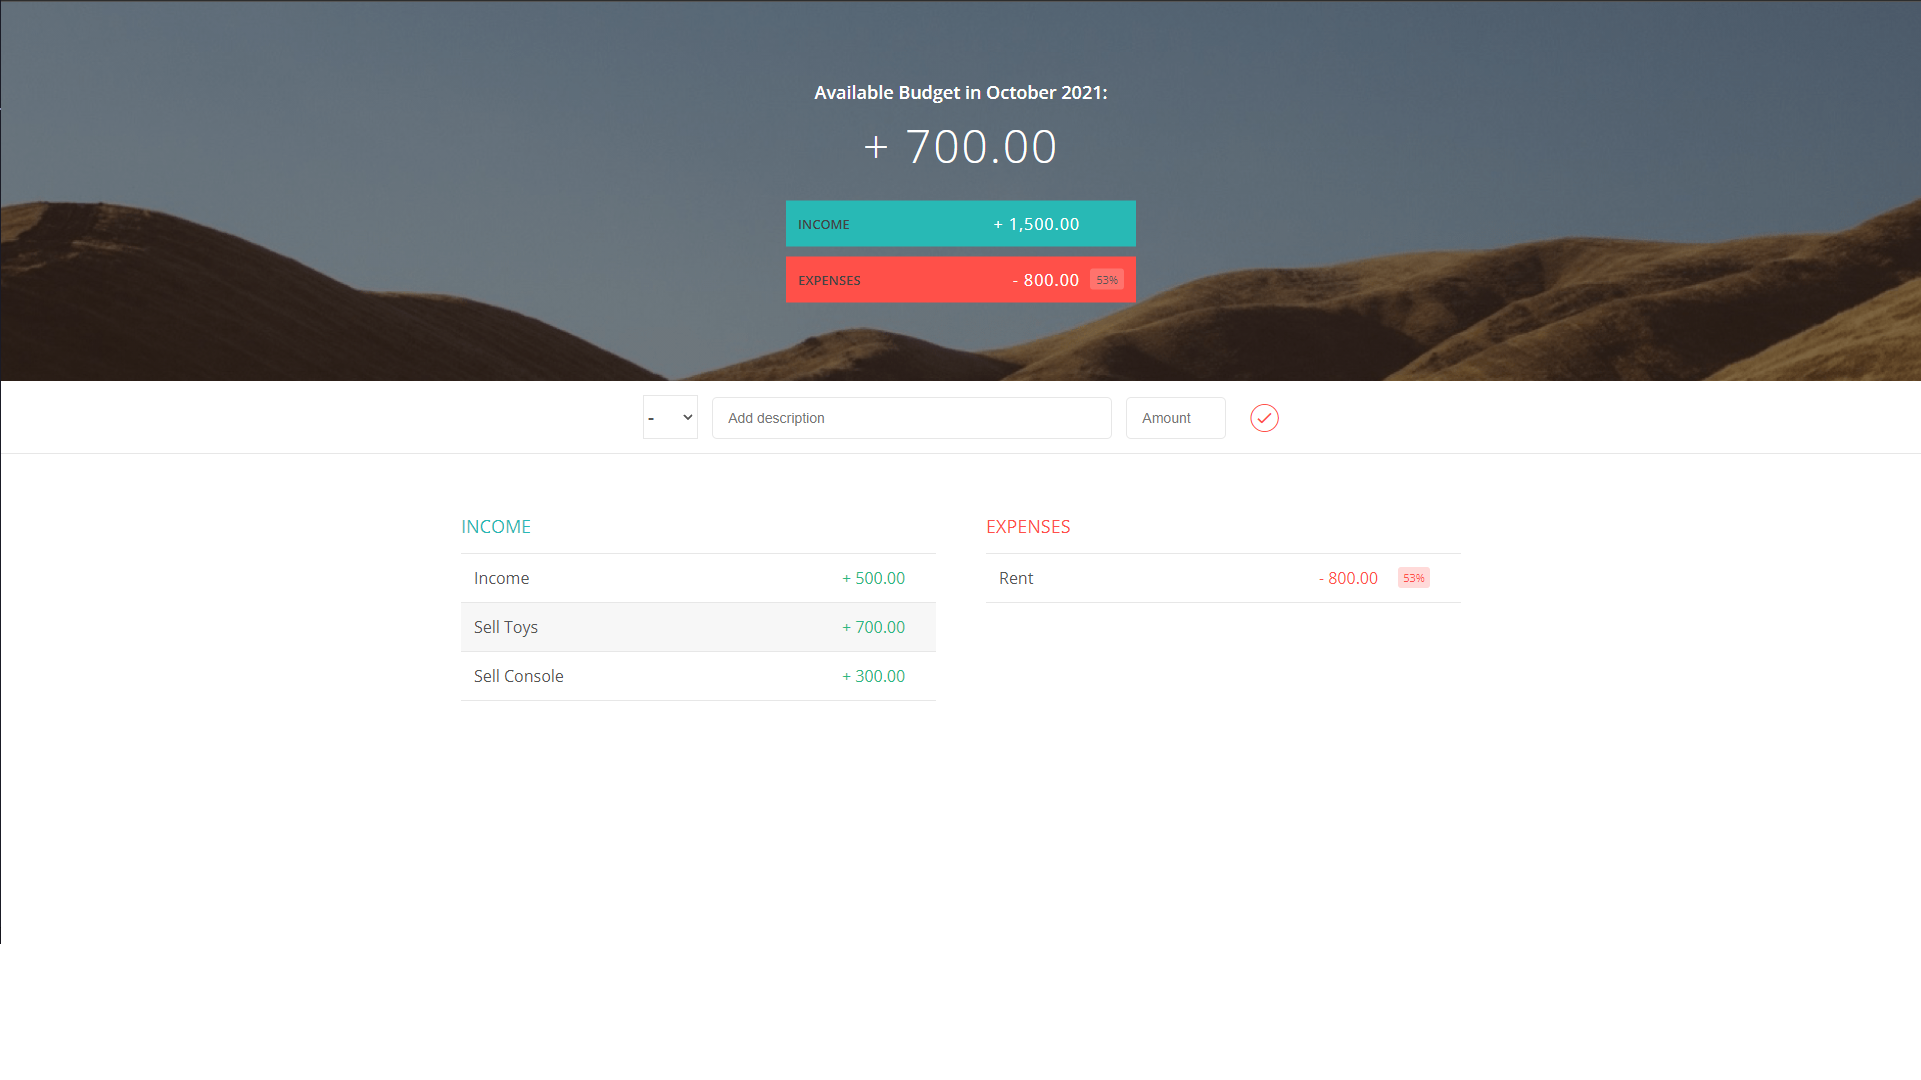 Available Budget in October 2021:
+ 700.00
INCOME + 1,500.00
EXPENSES - 800.00 53%
- Add description Amount
INCOME
Income + 500.00
Sell Toys + 700.00
Sell Console + 300.00
EXPENSES
Rent - 800.00 53%